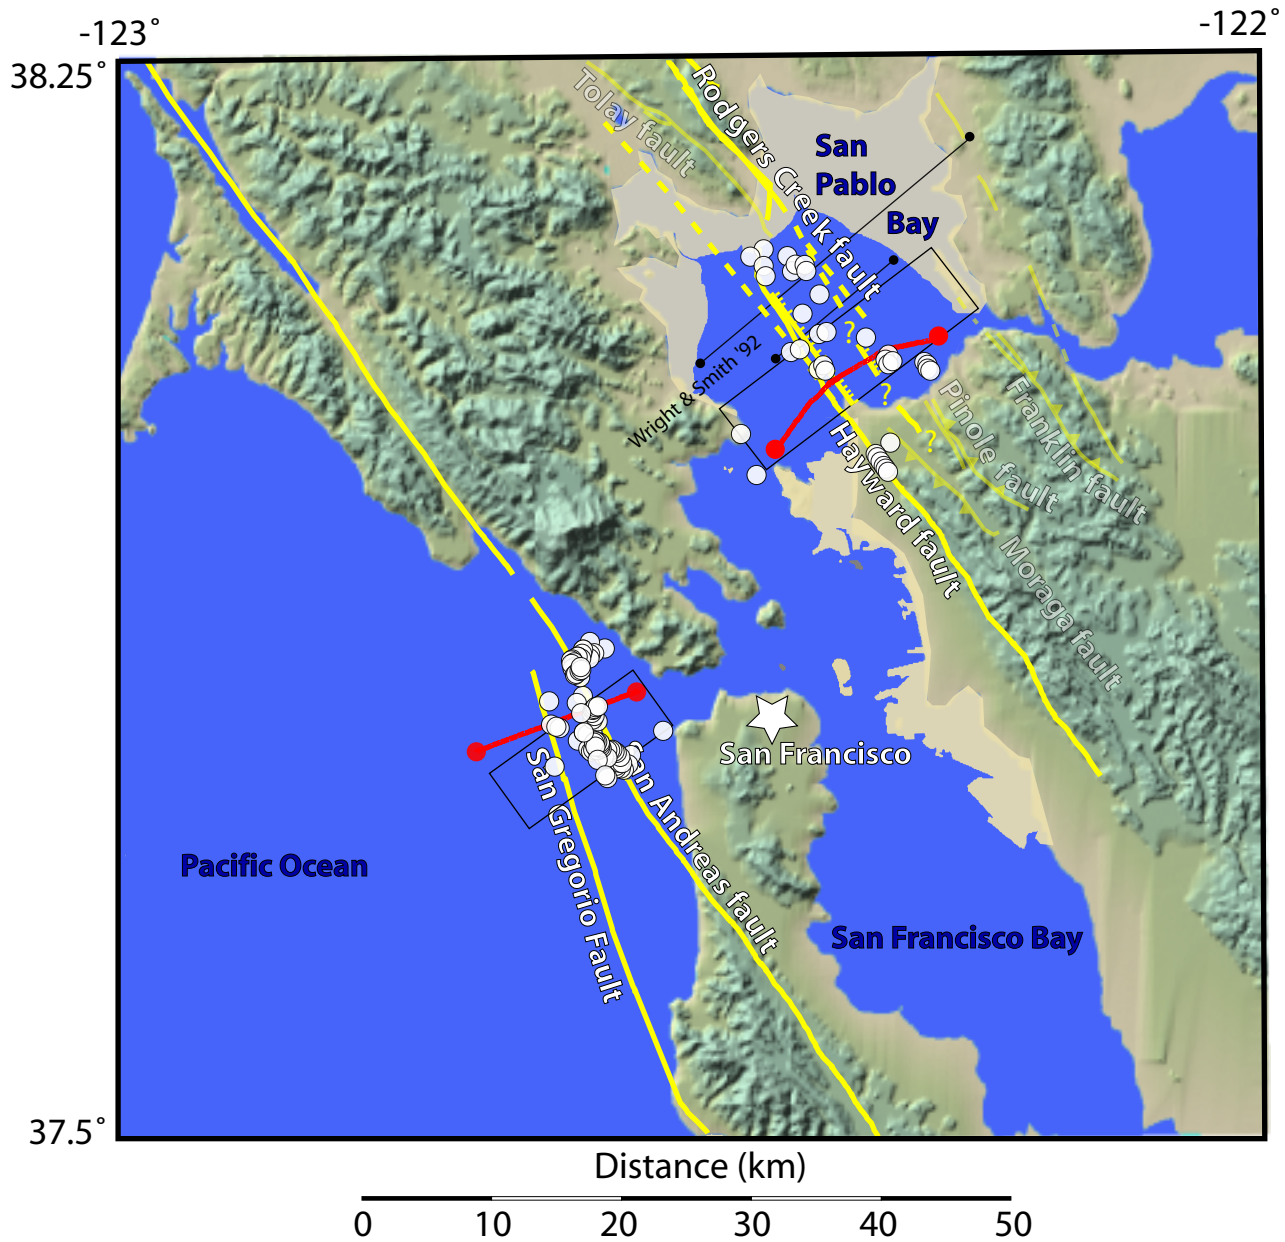 -123°
-122°
38.25°
Tolay fault
Rodgers Creek fault
San
Pablo
Bay
?
Wright & Smith '92
?
?
Hayward fault
Pinole fault
Franklin fault
Moraga fault
San Francisco
San Gregorio Fault
n Andreas fault
Pacific Ocean
San Francisco Bay
37.5°
Distance (km)
0 10 20 30 40 50